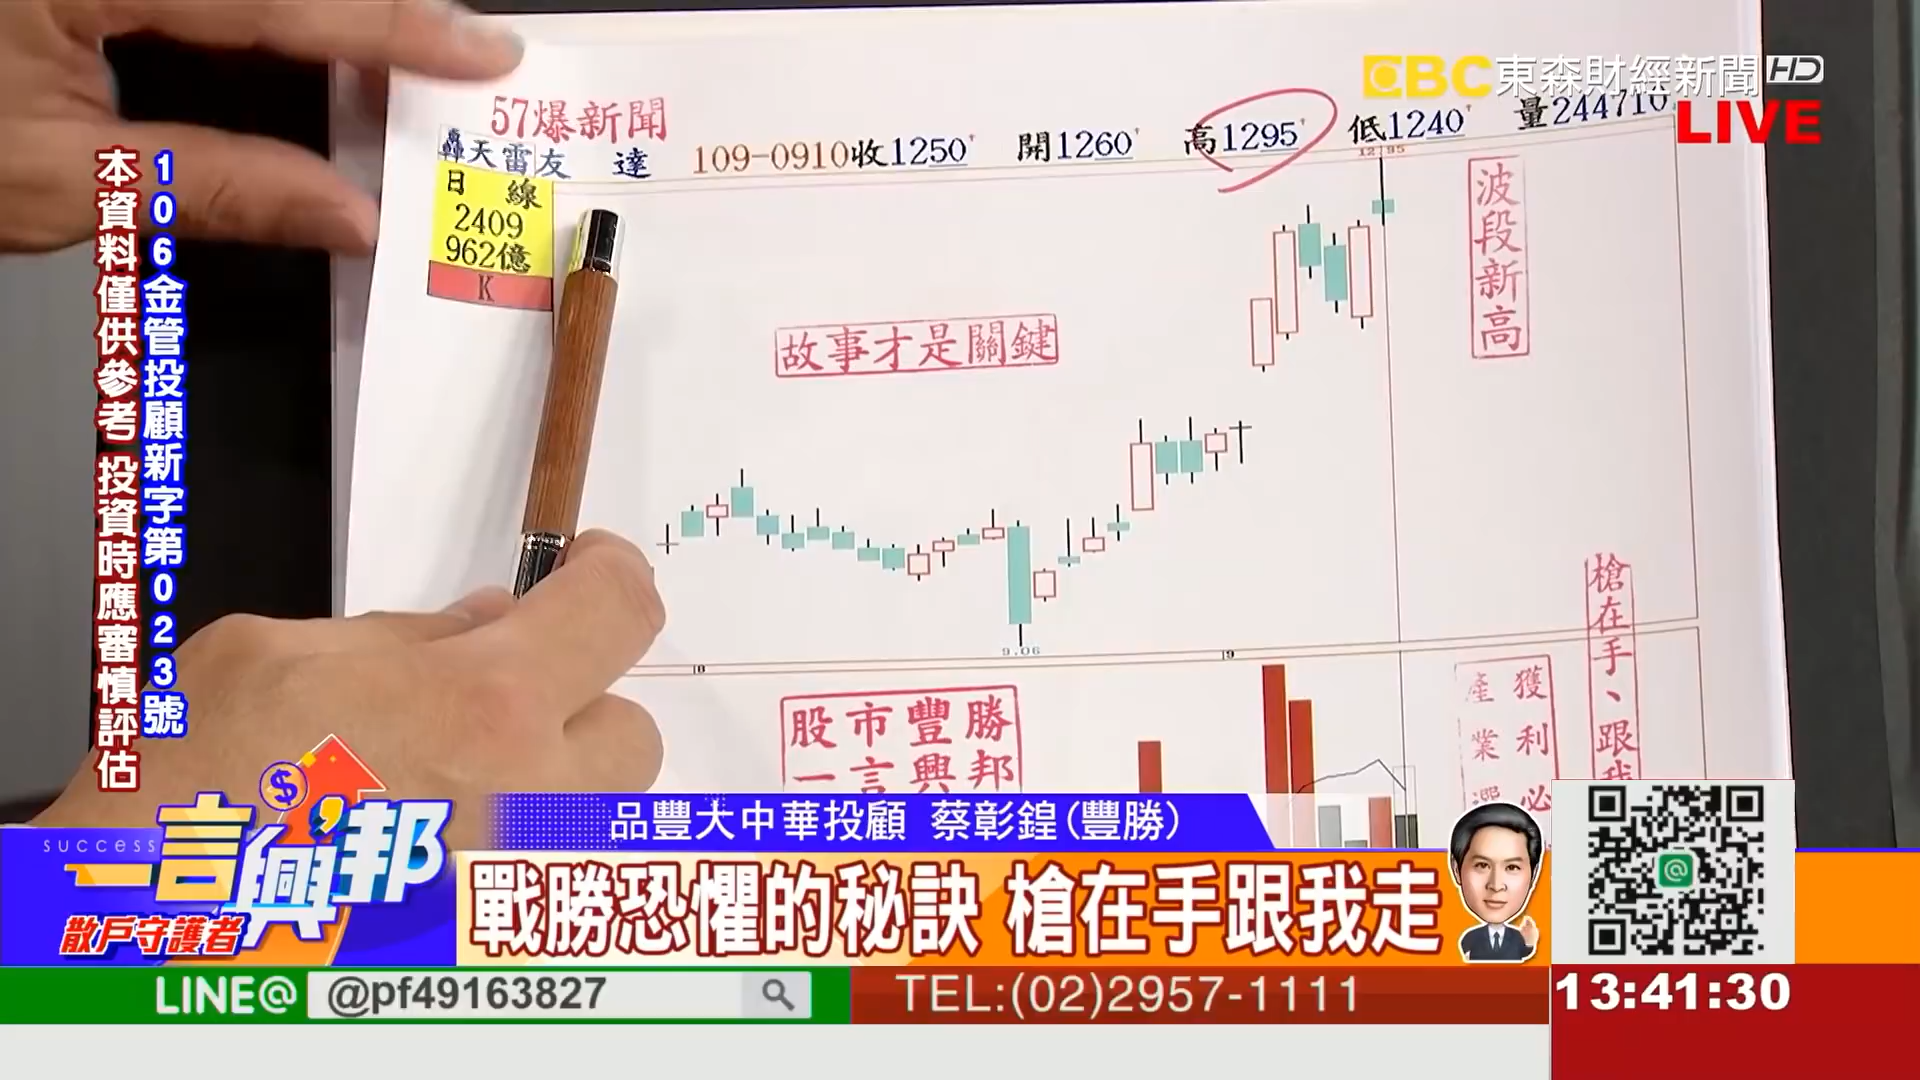 EBC 東森財經新聞 HD
LIVE
57爆新聞
天雷友 達 109-0910收1250 開1260 高1295 低1240 量244710
1295
日 線
2409
962億
K
波段新高
故事才是關鍵
9.06
8
9
槍在手、跟我
獲利必
產業選
股市豐勝
一言興邦
106金管投顧新字第023號
本資料僅供參考 投資時應審慎評估
$
success
一言興邦
散戶守護者
品豐大中華投顧 蔡彰鍠(豐勝)
戰勝恐懼的秘訣 槍在手跟我走
LINE@ @pf49163827
TEL:(02)2957-1111
13:41:30